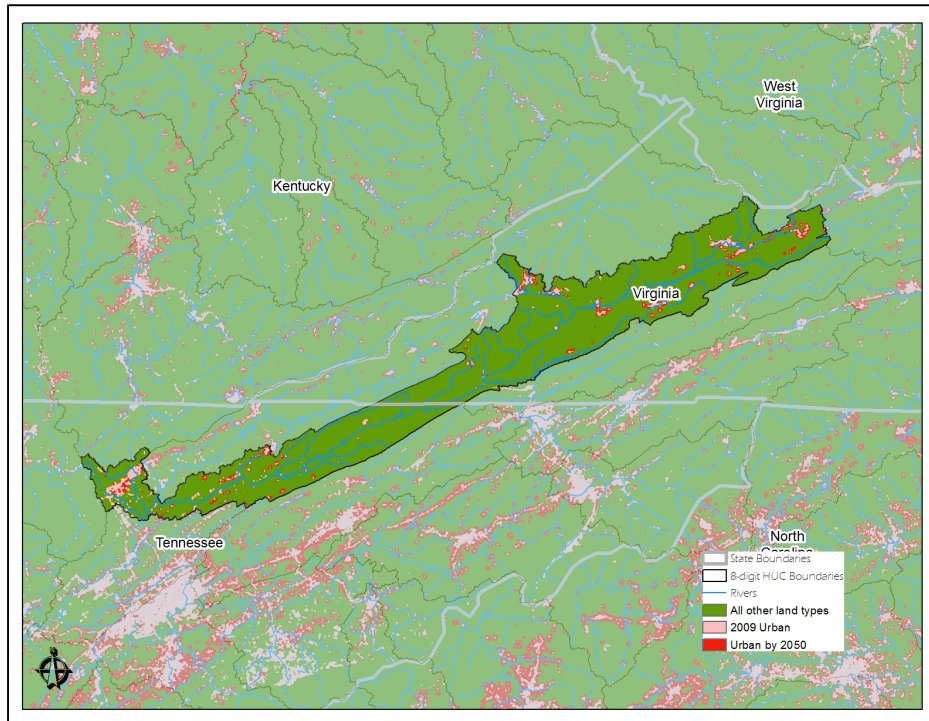 West
Virginia
Kentucky
Virginia
Tennessee
North
Carolina
State Boundaries
8-digit HUC Boundaries
Rivers
All other land types
2009 Urban
Urban by 2050